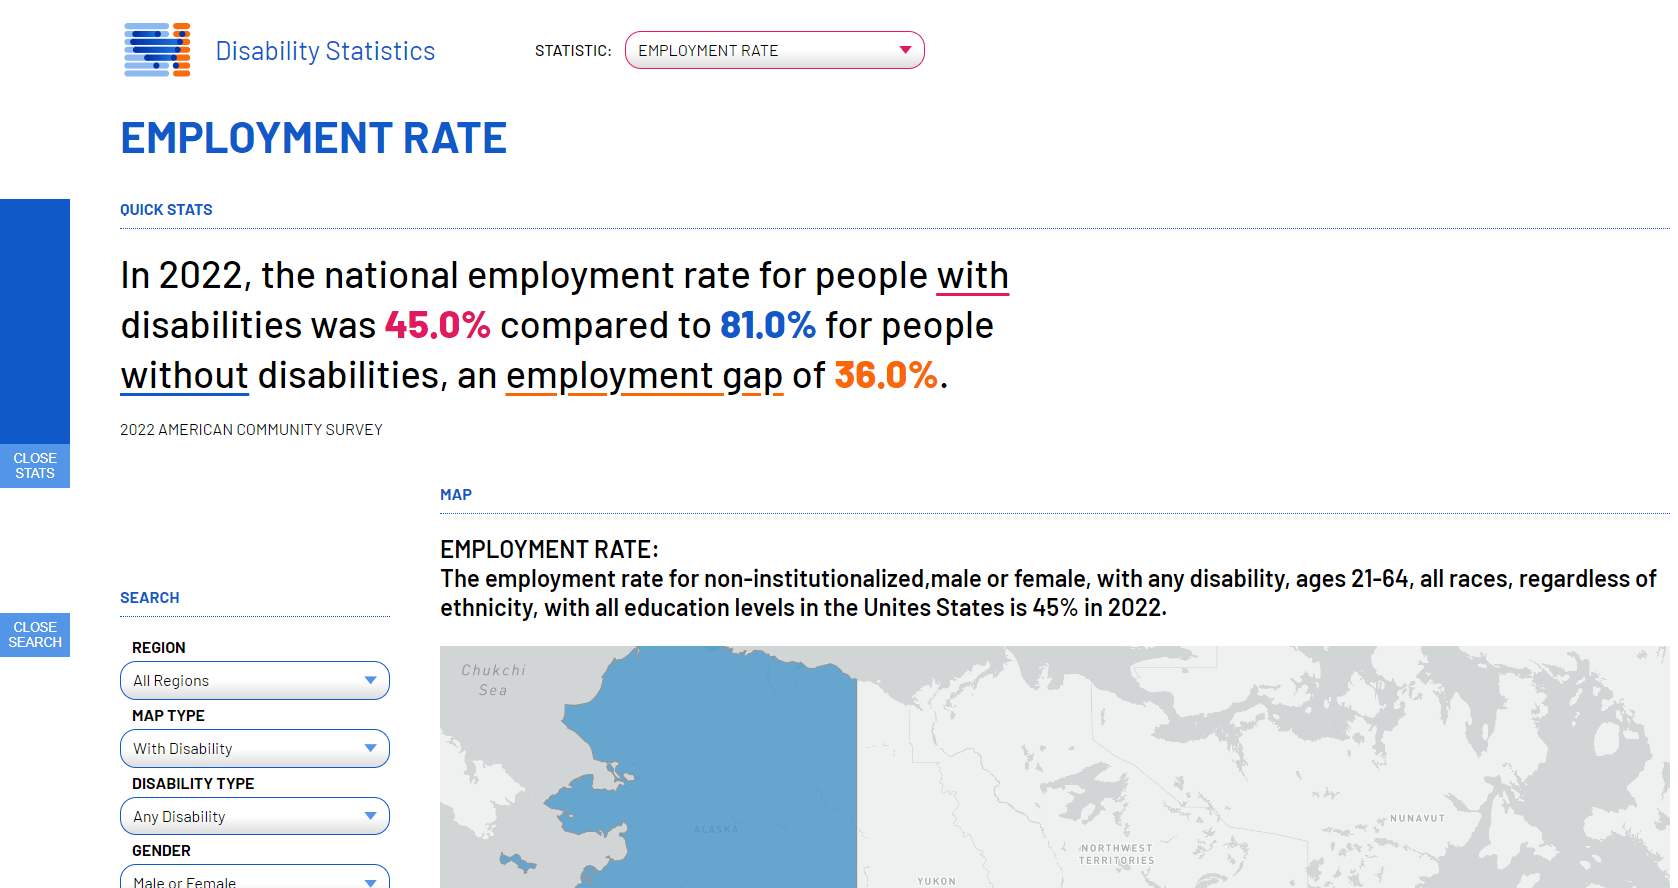 Disability Statistics
STATISTIC:
EMPLOYMENT RATE
EMPLOYMENT RATE
QUICK STATS
In 2022, the national employment rate for people with
disabilities was 45.0% compared to 81.0% for people
without disabilities, an employment gap of 36.0%.
2022 AMERICAN COMMUNITY SURVEY
CLOSE
STATS
MAP
EMPLOYMENT RATE:
The employment rate for non-institutionalized,male or female, with any disability, ages 21-64, all races, regardless of
ethnicity, with all education levels in the Unites States is 45% in 2022.
SEARCH
CLOSE
SEARCH
REGION
All Regions
MAP TYPE
With Disability
DISABILITY TYPE
Any Disability
GENDER
Male or Female
Chukchi
Sea
ALASKA
NUNAVUT
NORTHWEST
TERRITORIES
YUKON